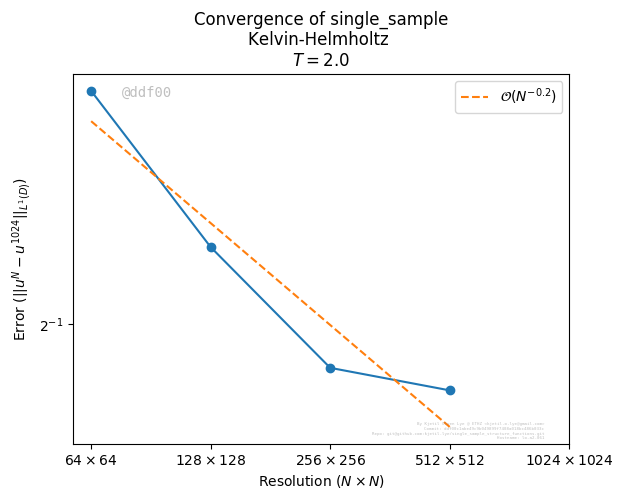 Convergence of single_sample
Kelvin-Helmholtz
T = 2.0
@ddf00
O(N^{-0.2})
Error (||u^N − u^{1024}||_{L^1(D)})
2^{-1}
64 × 64
128 × 128
256 × 256
512 × 512
1024 × 1024
Resolution (N × N)